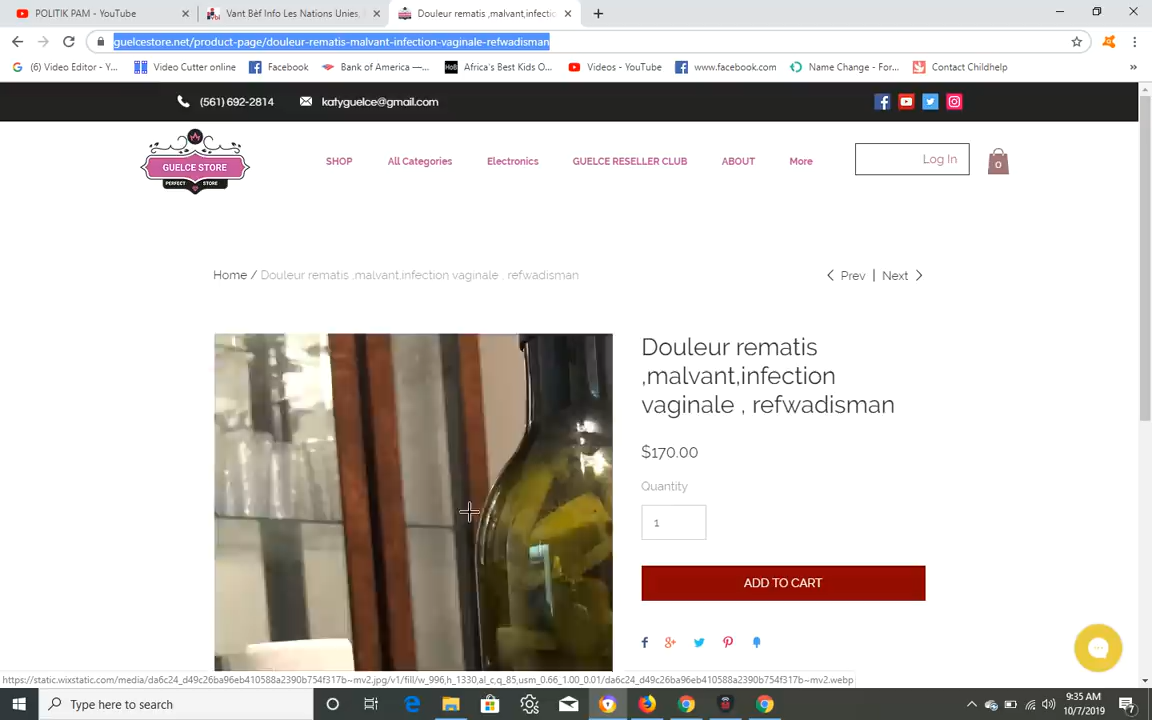 POLITIK PAM - YouTube
Vant Bèf Info Les Nations Unies,
Douleur rematis ,malvant,infectio
guelcestore.net/product-page/douleur-rematis-malvant-infection-vaginale-refwadisman
(6) Video Editor - Y...
Video Cutter online
Facebook
Bank of America —...
Africa's Best Kids O...
Videos - YouTube
www.facebook.com
Name Change - For...
Contact Childhelp
(561) 692-2814
katyguelce@gmail.com
GUELCE STORE
PERFECT STORE
SHOP
All Categories
Electronics
GUELCE RESELLER CLUB
ABOUT
More
Log In
0
Home / Douleur rematis ,malvant,infection vaginale , refwadisman
Prev | Next
Douleur rematis
,malvant,infection
vaginale , refwadisman
$170.00
Quantity
1
ADD TO CART
https://static.wixstatic.com/media/da6c24_d49c26ba96eb410588a2390b754f317b~mv2.jpg/v1/fill/w_996,h_1330,al_c,q_85,usm_0.66_1.00_0.01/da6c24_d49c26ba96eb410588a2390b754f317b~mv2.webp
Type here to search
9:35 AM
10/7/2019
7